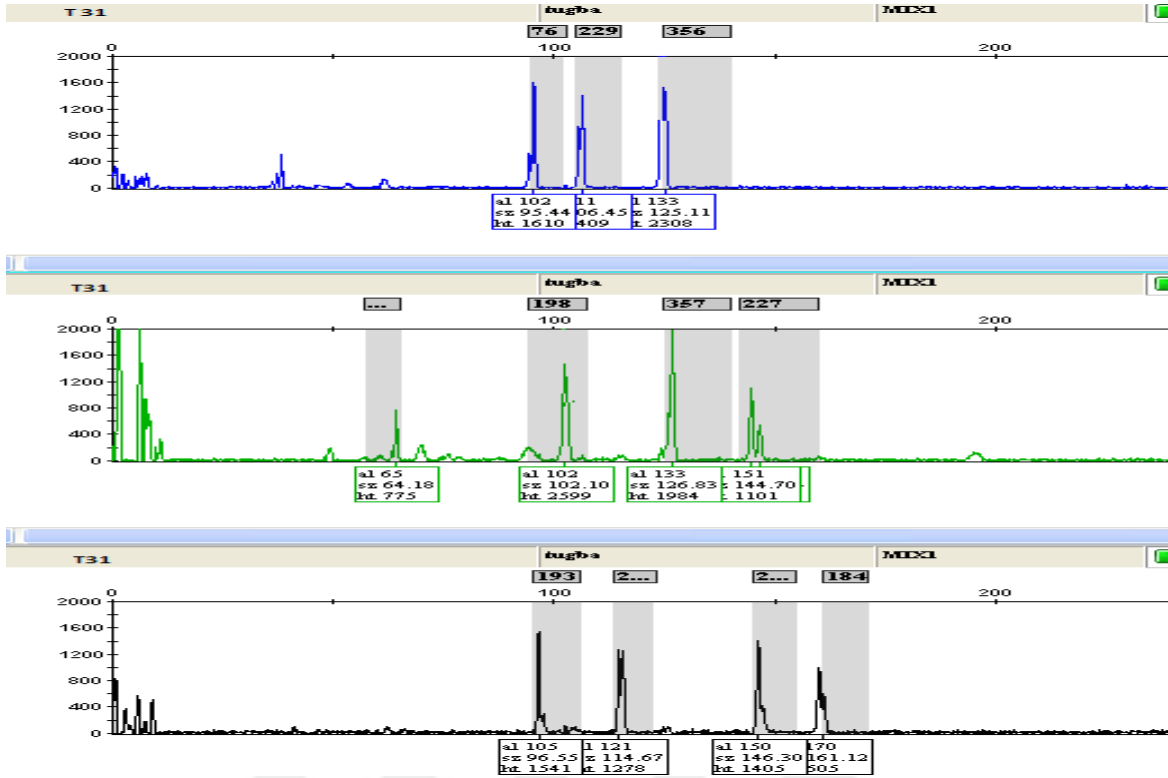 T 31 tugba MIX1
76 229 356
0 100 200
2000
1600
1200
800
400
0
al 102 11 l 133
sz 95.44 06.45 z 125.11
ht 1610 409 t 2308
T31 tugba MIX1
... 198 357 227
0 100 200
2000
1600
1200
800
400
0
al 65 al 102 al 133 151
sz 64.18 sz 102.10 sz 126.83 144.70
ht 775 ht 2599 ht 1984 1101
T31 tugba MIX1
193 2... 2... 184
0 100 200
2000
1600
1200
800
400
0
al 105 l 121 al 150 170
sz 96.55 z 114.67 sz 146.30 161.12
ht 1541 t 1278 ht 1405 505